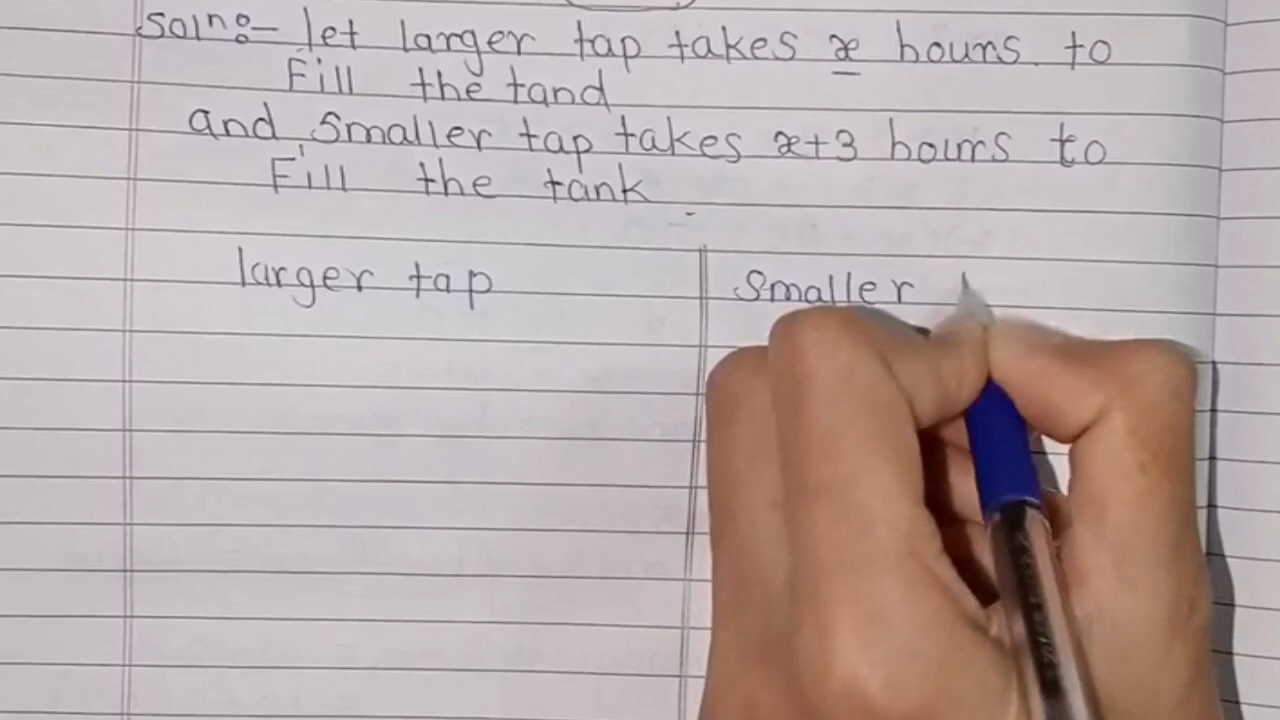 Soln:- let larger tap takes x hours to
Fill the tand
and smaller tap takes x+3 hours to
Fill the tank
larger tap
Smaller